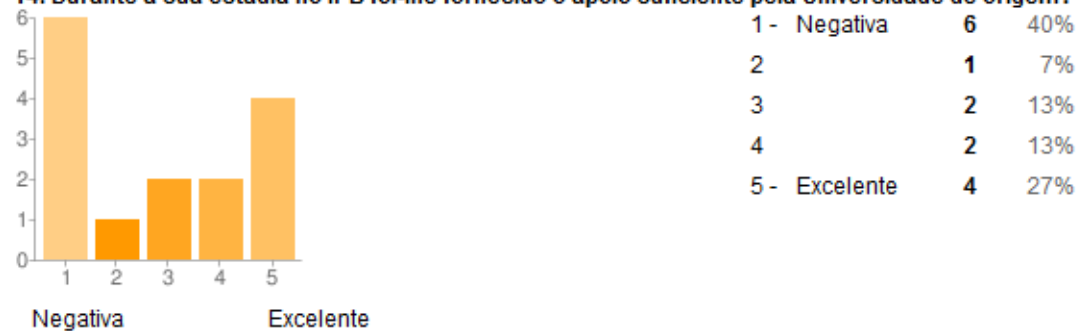 14. Durante a sua estadia no IPB foi-lhe fornecido o apoio suficiente pela Universidade de origem?
1 - Negativa 6 40%
2 1 7%
3 2 13%
4 2 13%
5 - Excelente 4 27%
6
5
4
3
2
1
0
1 2 3 4 5
Negativa Excelente